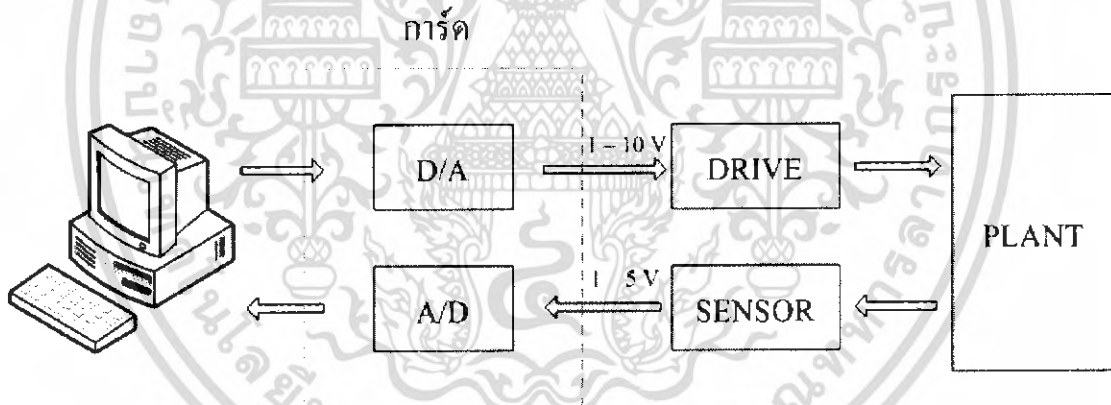 การ์ด
D/A
1 – 10 V
DRIVE
PLANT
A/D
1 5 V
SENSOR